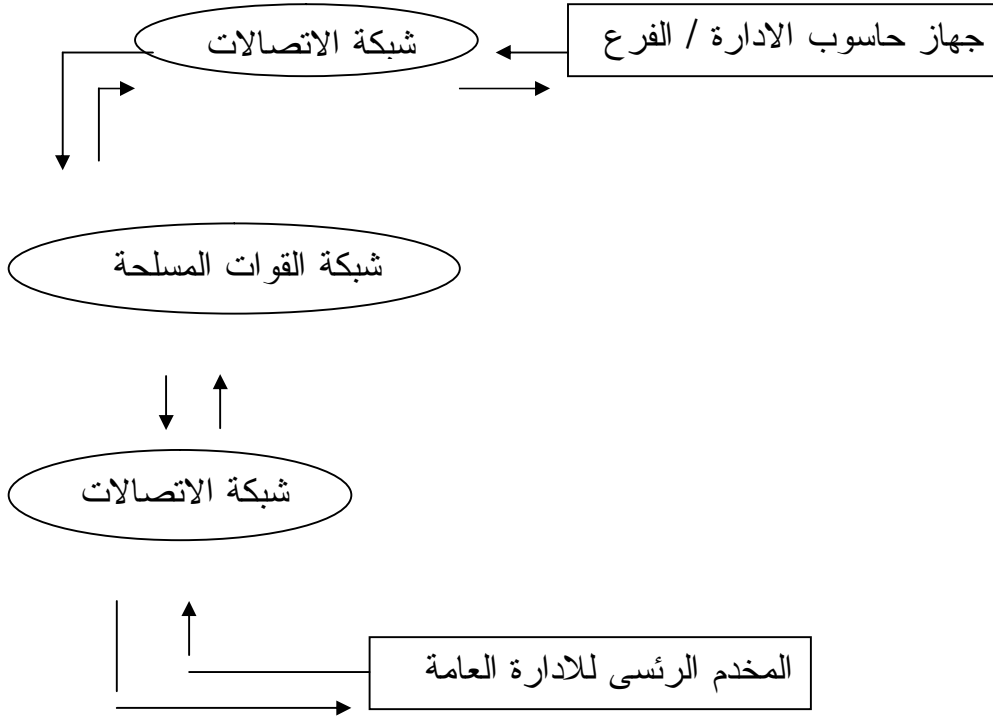 جهاز حاسوب الادارة / الفرع
شبكة الاتصالات
شبكة القوات المسلحة
شبكة الاتصالات
المخدم الرئسى للادارة العامة